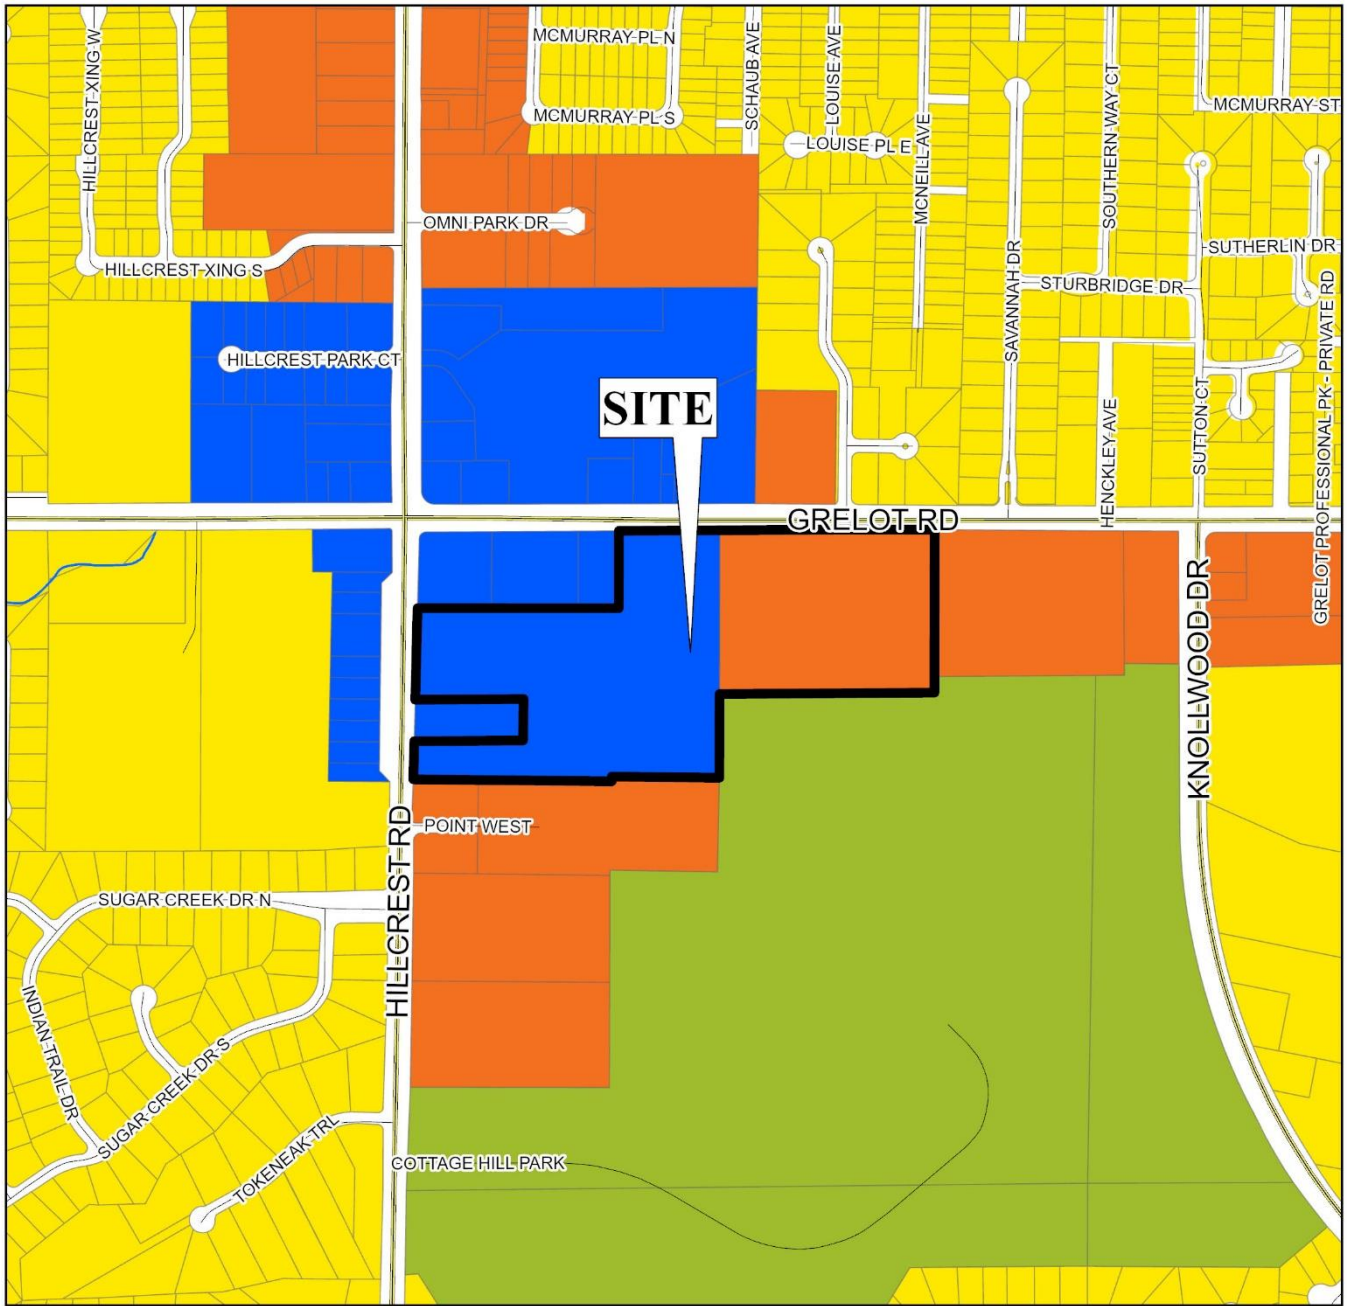 HILLCREST XING W
MCMURRAY PL N
SCHAUB AVE
LOUISE AVE
SOUTHERN WAY CT
MCMURRAY ST
MCMURRAY PL S
LOUISE PL E
MCNEILL AVE
OMNI PARK DR
SUTHERLIN DR
HILLCREST XING S
SAVANNAH DR
STURBRIDGE DR
GRELOT PROFESSIONAL PK - PRIVATE RD
HILLCREST PARK CT
SITE
HENCKLEY AVE
SUTTON CT
GRELOT RD
KNOLLWOOD DR
POINT WEST
HILLCREST RD
SUGAR CREEK DR N
INDIAN TRAIL DR
SUGAR CREEK DR S
TOKENEAK TRL
COTTAGE HILL PARK